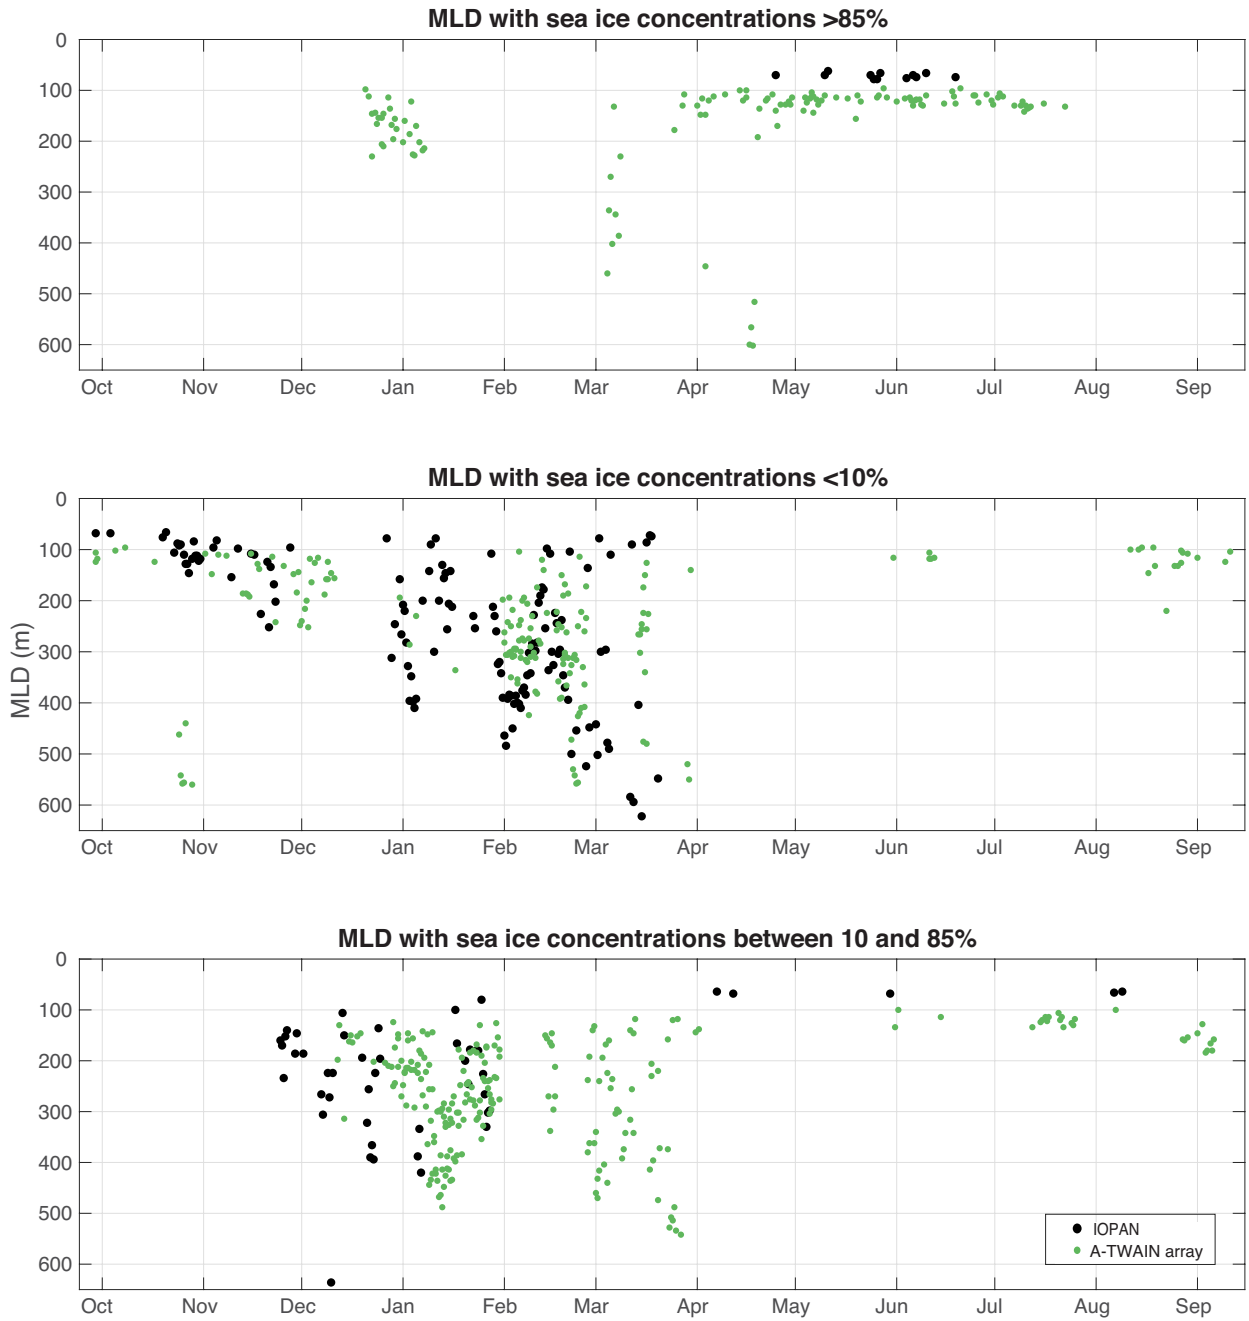 MLD with sea ice concentrations >85%
0
100
200
300
400
500
600
Oct Nov Dec Jan Feb Mar Apr May Jun Jul Aug Sep
MLD with sea ice concentrations <10%
MLD (m)
0
100
200
300
400
500
600
Oct Nov Dec Jan Feb Mar Apr May Jun Jul Aug Sep
MLD with sea ice concentrations between 10 and 85%
0
100
200
300
400
500
600
IOPAN
A-TWAIN array
Oct Nov Dec Jan Feb Mar Apr May Jun Jul Aug Sep